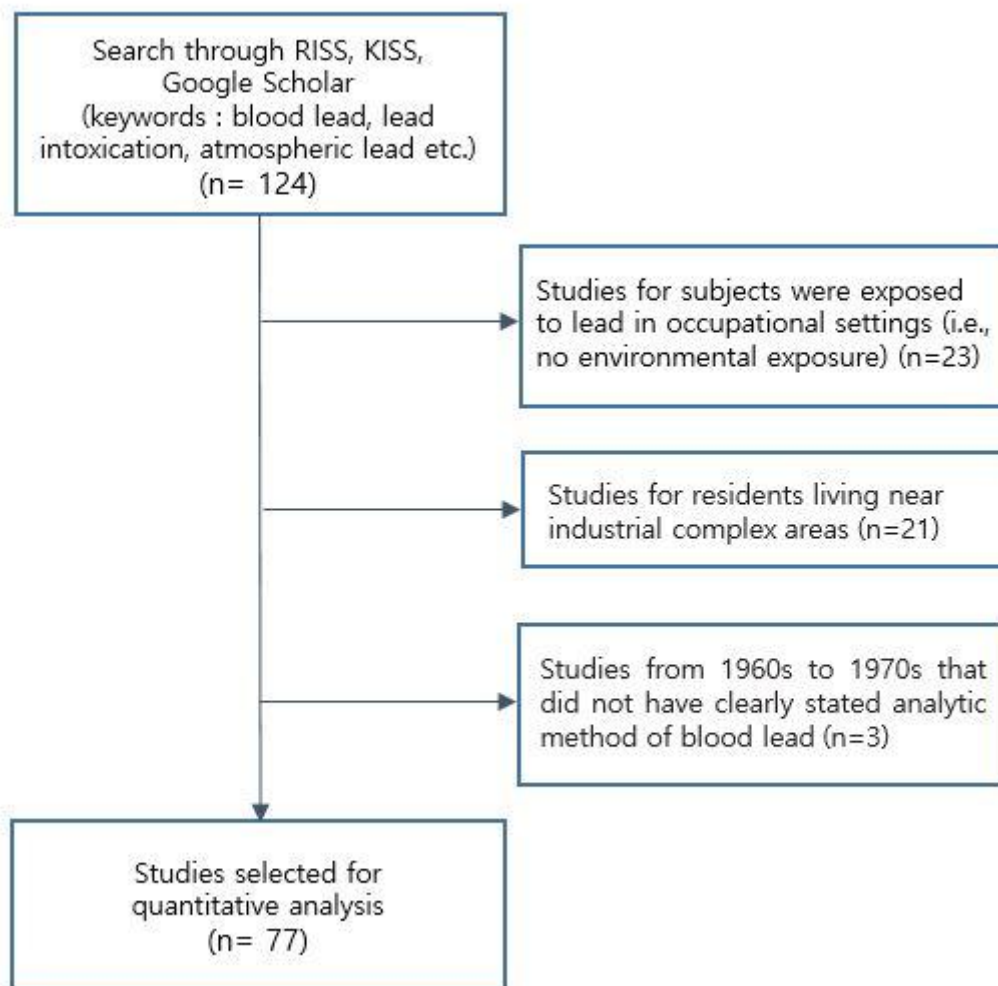 Search through RISS, KISS,
Google Scholar
(keywords : blood lead, lead
intoxication, atmospheric lead etc.)
(n= 124)
Studies for subjects were exposed
to lead in occupational settings (i.e.,
no environmental exposure) (n=23)
Studies for residents living near
industrial complex areas (n=21)
Studies from 1960s to 1970s that
did not have clearly stated analytic
method of blood lead (n=3)
Studies selected for
quantitative analysis
(n= 77)